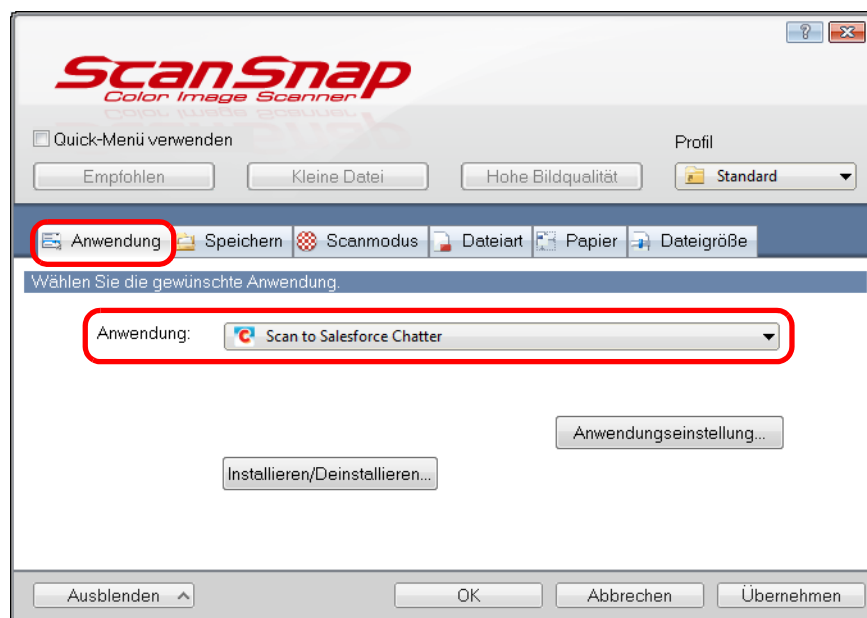 ScanSnap
Color Image Scanner
Quick-Menü verwenden
Profil
Empfohlen
Kleine Datei
Hohe Bildqualität
Standard
Anwendung
Speichern
Scanmodus
Dateiart
Papier
Dateigröße
Wählen Sie die gewünschte Anwendung.
Anwendung:
Scan to Salesforce Chatter
Anwendungseinstellung...
Installieren/Deinstallieren...
Ausblenden
OK
Abbrechen
Übernehmen